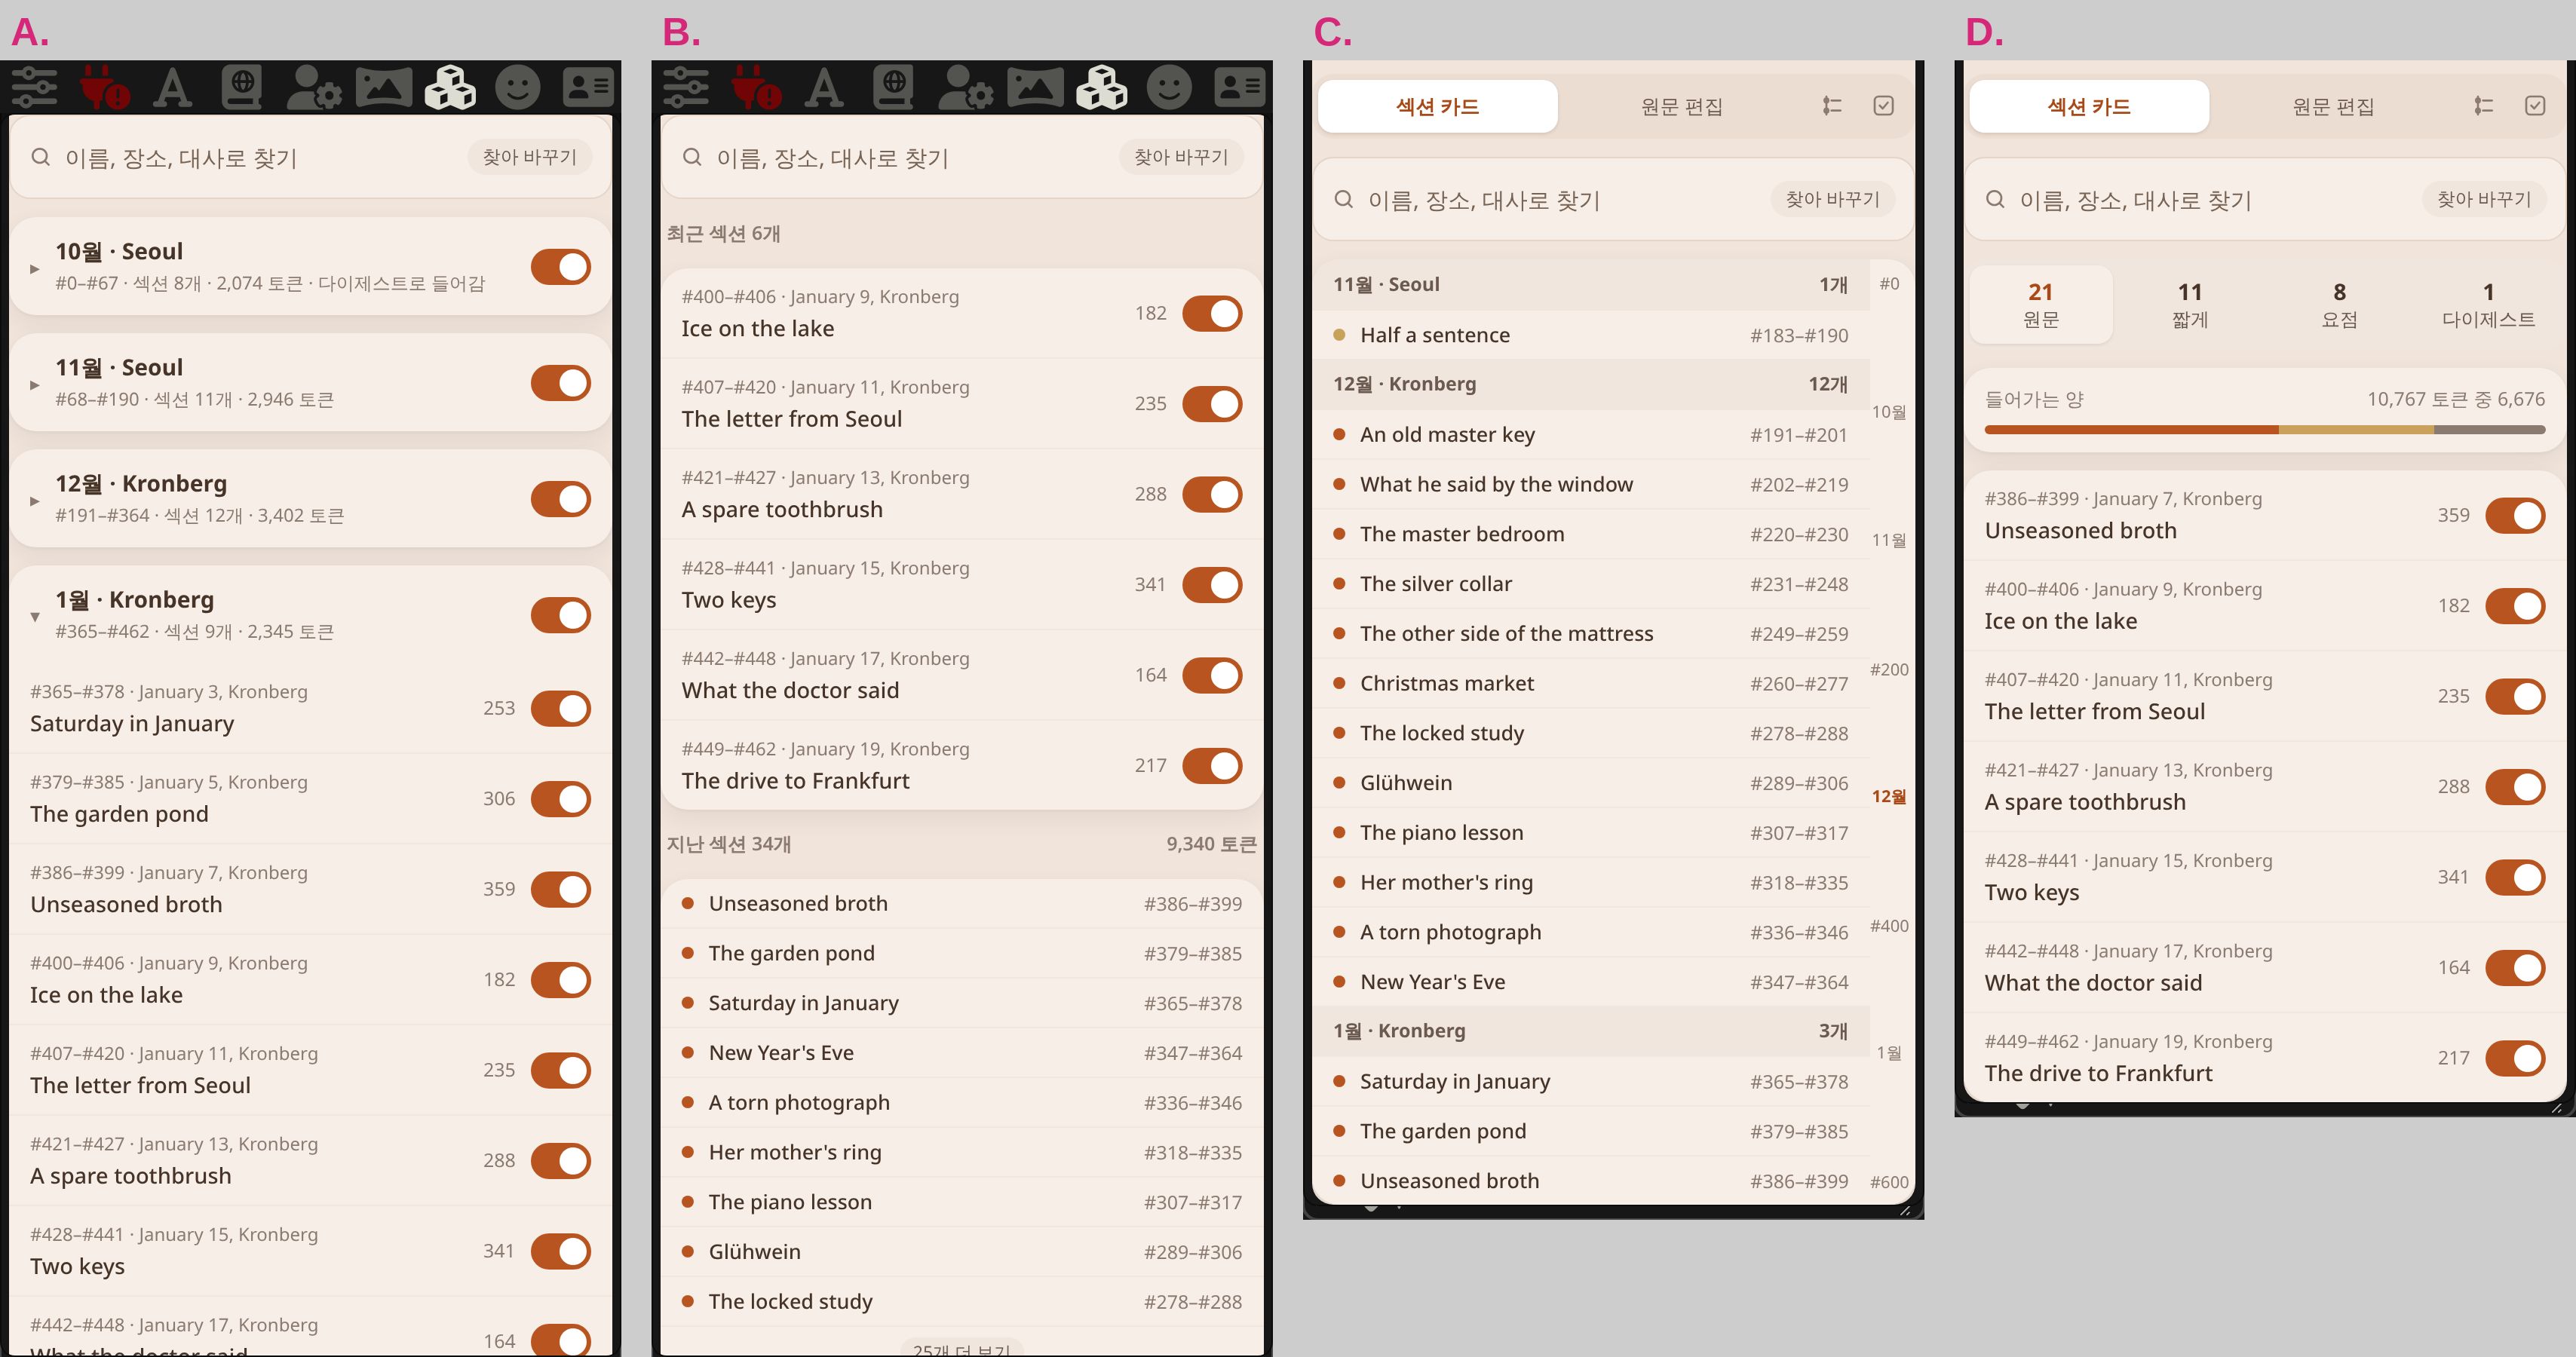 A.
이름, 장소, 대사로 찾기 찾아 바꾸기
10월 · Seoul
#0–#67 · 섹션 8개 · 2,074 토큰 · 다이제스트로 들어감
11월 · Seoul
#68–#190 · 섹션 11개 · 2,946 토큰
12월 · Kronberg
#191–#364 · 섹션 12개 · 3,402 토큰
1월 · Kronberg
#365–#462 · 섹션 9개 · 2,345 토큰
#365–#378 · January 3, Kronberg
Saturday in January 253
#379–#385 · January 5, Kronberg
The garden pond 306
#386–#399 · January 7, Kronberg
Unseasoned broth 359
#400–#406 · January 9, Kronberg
Ice on the lake 182
#407–#420 · January 11, Kronberg
The letter from Seoul 235
#421–#427 · January 13, Kronberg
A spare toothbrush 288
#428–#441 · January 15, Kronberg
Two keys 341
#442–#448 · January 17, Kronberg
What the doctor said 164
B.
이름, 장소, 대사로 찾기 찾아 바꾸기
최근 섹션 6개
#400–#406 · January 9, Kronberg
Ice on the lake 182
#407–#420 · January 11, Kronberg
The letter from Seoul 235
#421–#427 · January 13, Kronberg
A spare toothbrush 288
#428–#441 · January 15, Kronberg
Two keys 341
#442–#448 · January 17, Kronberg
What the doctor said 164
#449–#462 · January 19, Kronberg
The drive to Frankfurt 217
지난 섹션 34개 9,340 토큰
Unseasoned broth #386–#399
The garden pond #379–#385
Saturday in January #365–#378
New Year's Eve #347–#364
A torn photograph #336–#346
Her mother's ring #318–#335
The piano lesson #307–#317
Glühwein #289–#306
The locked study #278–#288
25개 더 보기
C.
섹션 카드 원문 편집
이름, 장소, 대사로 찾기 찾아 바꾸기
11월 · Seoul 1개
Half a sentence #183–#190
12월 · Kronberg 12개
An old master key #191–#201
What he said by the window #202–#219
The master bedroom #220–#230
The silver collar #231–#248
The other side of the mattress #249–#259
Christmas market #260–#277
The locked study #278–#288
Glühwein #289–#306
The piano lesson #307–#317
Her mother's ring #318–#335
A torn photograph #336–#346
New Year's Eve #347–#364
1월 · Kronberg 3개
Saturday in January #365–#378
The garden pond #379–#385
Unseasoned broth #386–#399
#0
10월
11월
#200
12월
#400
1월
#600
D.
섹션 카드 원문 편집
이름, 장소, 대사로 찾기 찾아 바꾸기
21 11 8 1
원문 짧게 요점 다이제스트
들어가는 양 10,767 토큰 중 6,676
#386–#399 · January 7, Kronberg
Unseasoned broth 359
#400–#406 · January 9, Kronberg
Ice on the lake 182
#407–#420 · January 11, Kronberg
The letter from Seoul 235
#421–#427 · January 13, Kronberg
A spare toothbrush 288
#428–#441 · January 15, Kronberg
Two keys 341
#442–#448 · January 17, Kronberg
What the doctor said 164
#449–#462 · January 19, Kronberg
The drive to Frankfurt 217